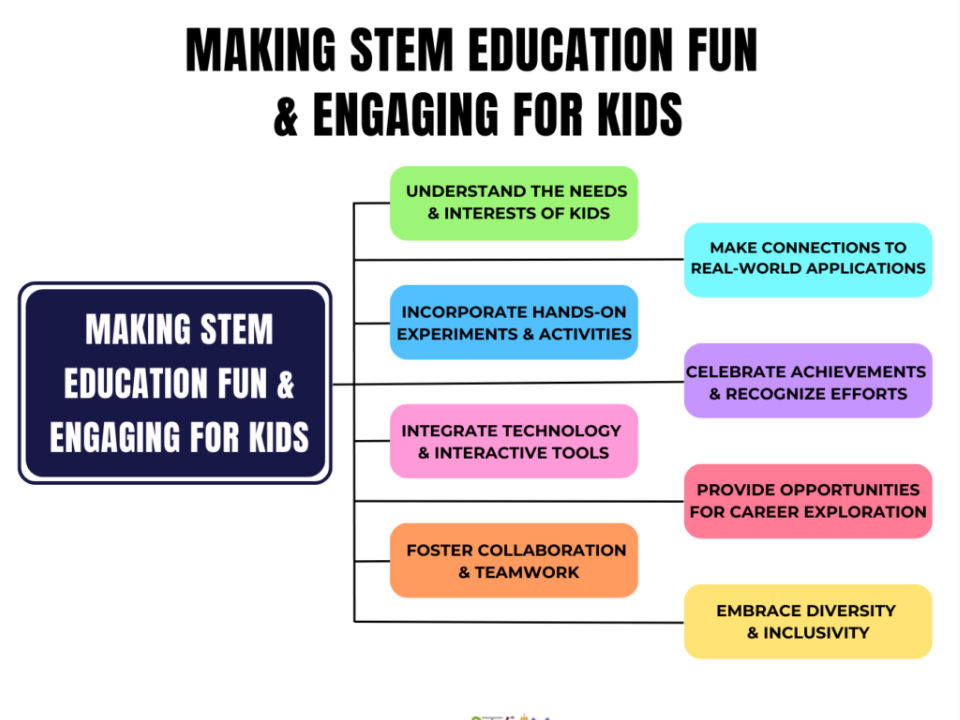 MAKING STEM EDUCATION FUN
& ENGAGING FOR KIDS
MAKING STEM
EDUCATION FUN &
ENGAGING FOR KIDS
UNDERSTAND THE NEEDS
& INTERESTS OF KIDS
MAKE CONNECTIONS TO
REAL-WORLD APPLICATIONS
INCORPORATE HANDS-ON
EXPERIMENTS & ACTIVITIES
CELEBRATE ACHIEVEMENTS
& RECOGNIZE EFFORTS
INTEGRATE TECHNOLOGY
& INTERACTIVE TOOLS
PROVIDE OPPORTUNITIES
FOR CAREER EXPLORATION
FOSTER COLLABORATION
& TEAMWORK
EMBRACE DIVERSITY
& INCLUSIVITY